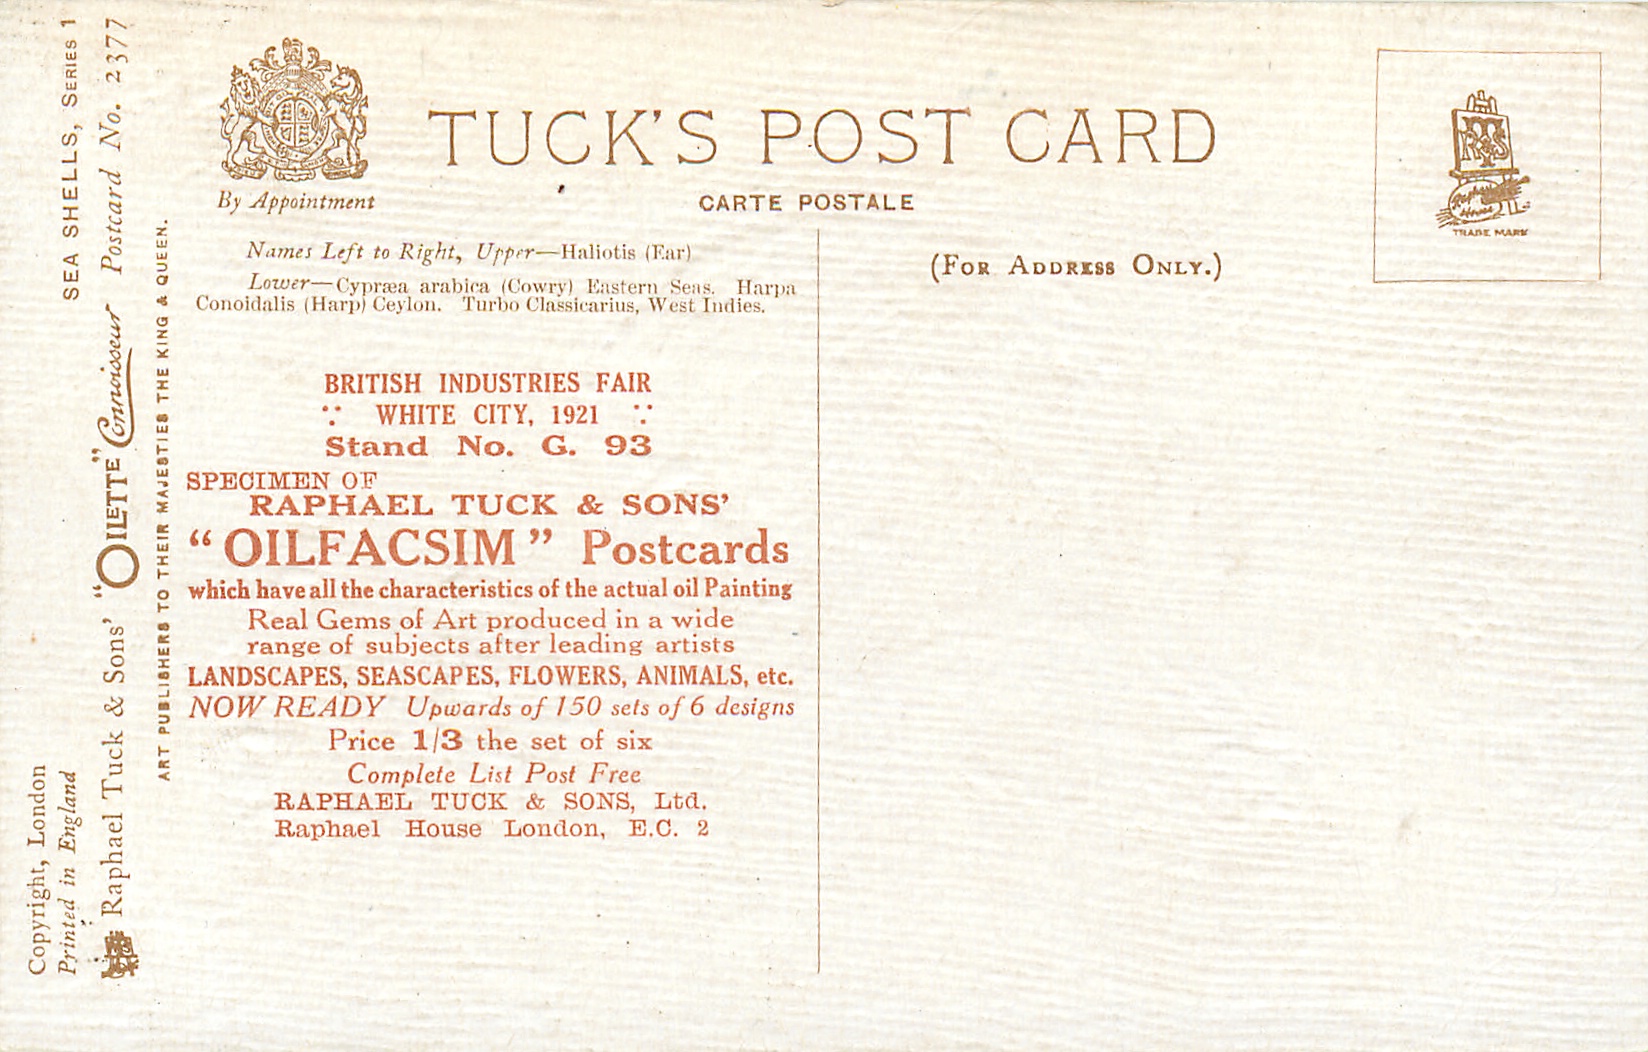 SEA SHELLS, SERIES 1
Copyright, London
Printed in England
Raphael Tuck & Sons' "OILETTE" Connoisseur Postcard No. 2377
ART PUBLISHERS TO THEIR MAJESTIES THE KING & QUEEN.
By Appointment
TUCK'S POST CARD
CARTE POSTALE
(FOR ADDRESS ONLY.)
RTS
Raphael
House
TRADE MARK
Names Left to Right, Upper—Haliotis (Ear)
Lower—Cypræa arabica (Cowry) Eastern Seas. Harpa
Conoidalis (Harp) Ceylon. Turbo Classicarius, West Indies.
BRITISH INDUSTRIES FAIR
WHITE CITY, 1921
Stand No. G. 93
SPECIMEN OF
RAPHAEL TUCK & SONS'
"OILFACSIM" Postcards
which have all the characteristics of the actual oil Painting
Real Gems of Art produced in a wide
range of subjects after leading artists
LANDSCAPES, SEASCAPES, FLOWERS, ANIMALS, etc.
NOW READY Upwards of 150 sets of 6 designs
Price 1/3 the set of six
Complete List Post Free
RAPHAEL TUCK & SONS, Ltd.
Raphael House London, E.C. 2